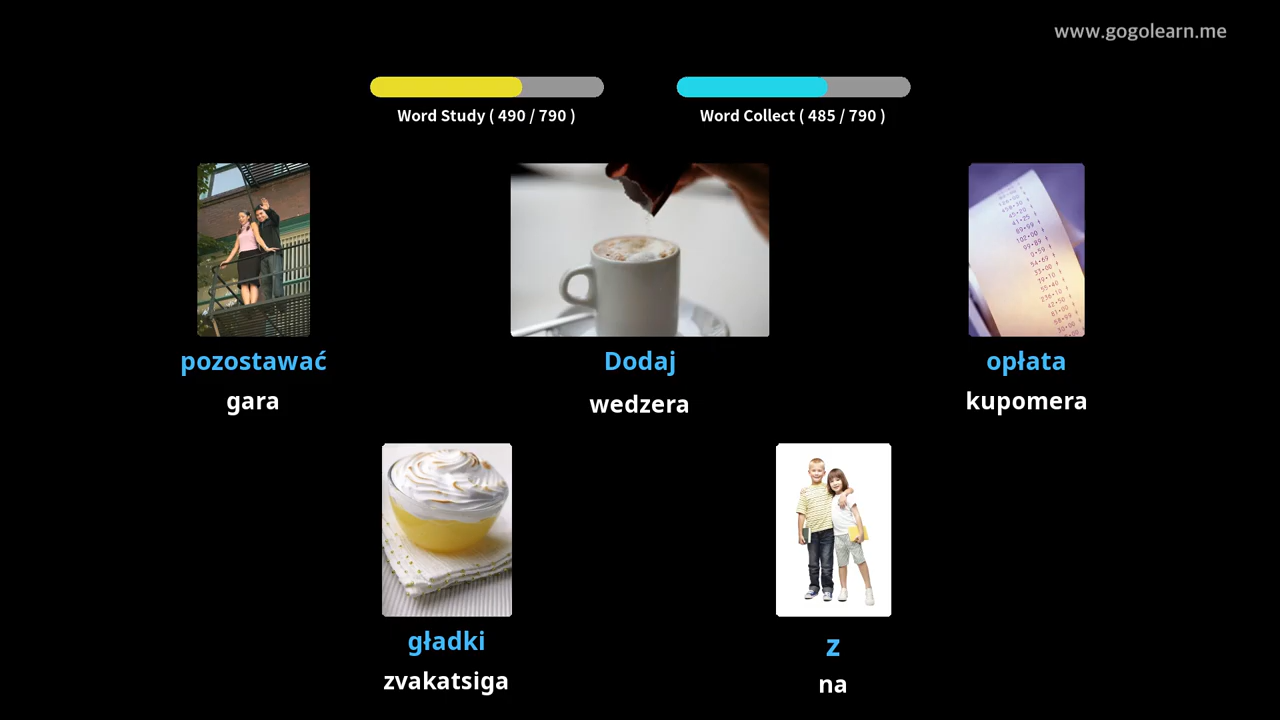 www.gogolearn.me
Word Study ( 490 / 790 )
Word Collect ( 485 / 790 )
pozostawać
gara
Dodaj
wedzera
opłata
kupomera
gładki
zvakatsiga
z
na